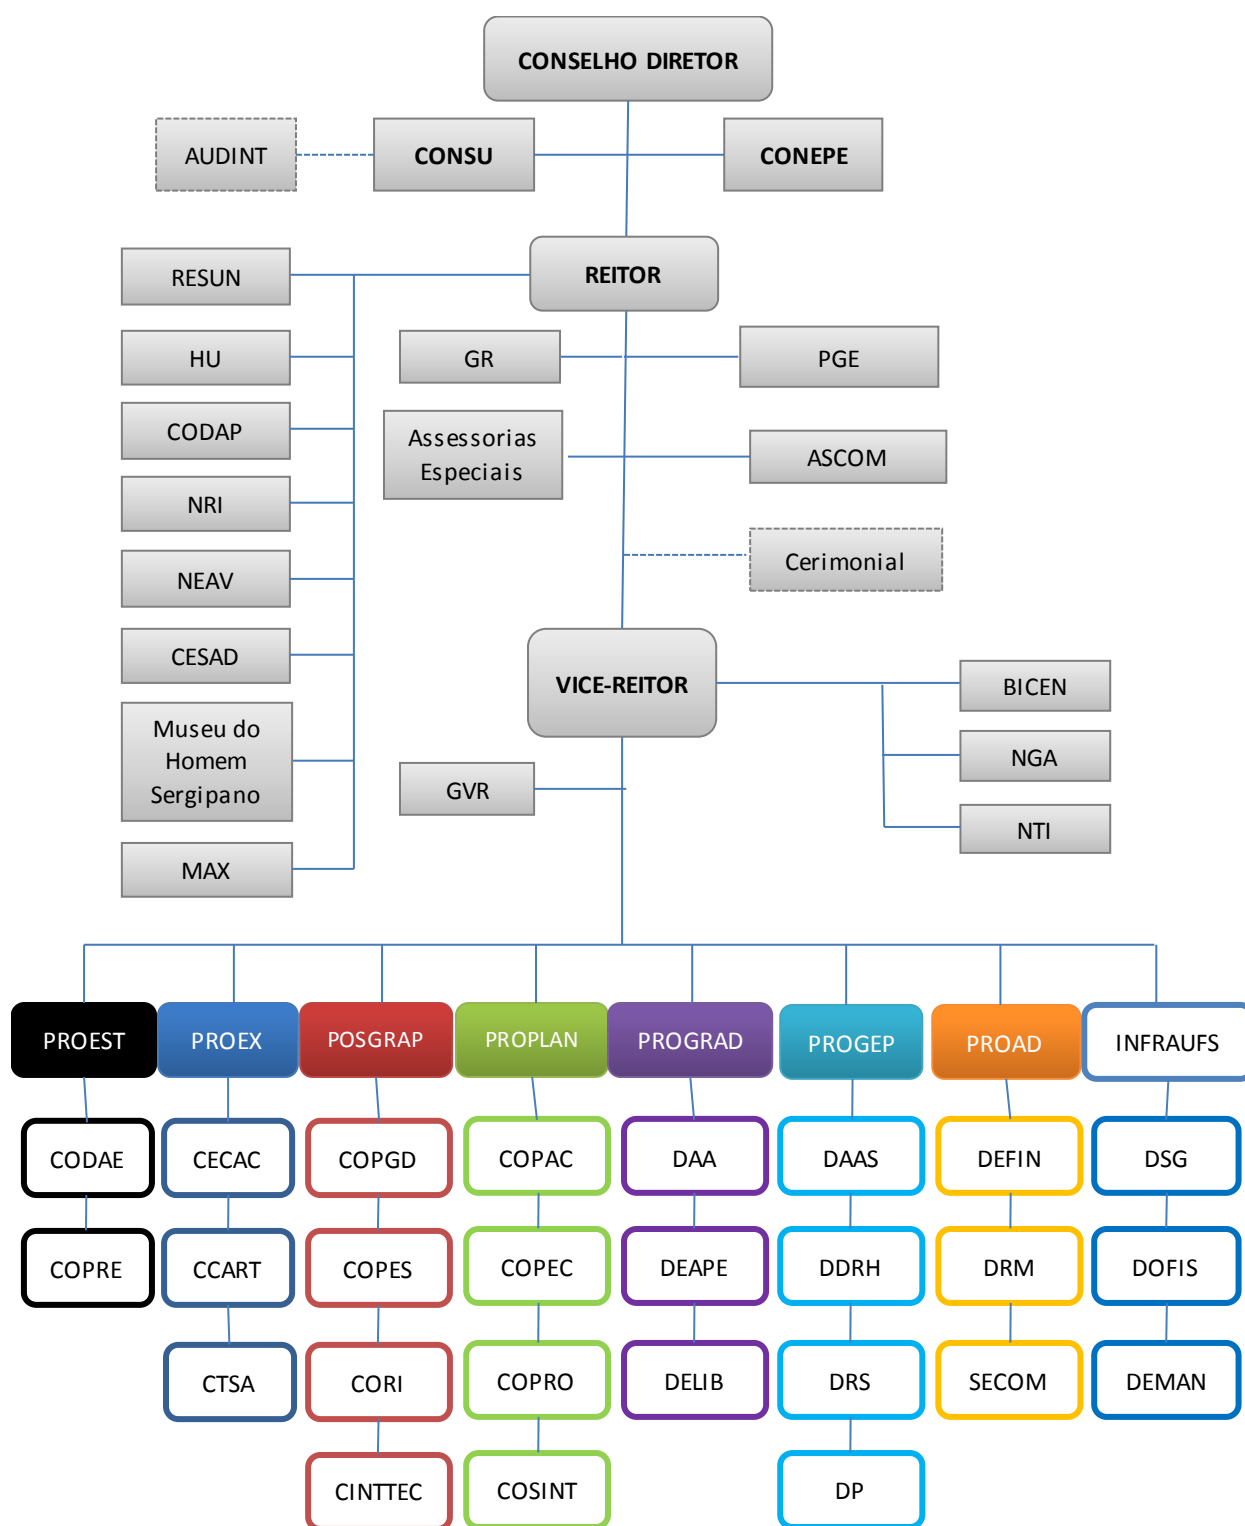 CONSELHO DIRETOR
AUDINT
CONSU
CONEPE
RESUN
REITOR
HU
GR
PGE
CODAP
Assessorias
Especiais
ASCOM
NRI
NEAV
Cerimonial
CESAD
VICE-REITOR
BICEN
Museu do
Homem
Sergipano
NGA
GVR
NTI
MAX
PROEST
PROEX
POSGRAP
PROPLAN
PROGRAD
PROGEP
PROAD
INFRAUFS
CODAE
CECAC
COPGD
COPAC
DAA
DAAS
DEFIN
DSG
COPRE
CCART
COPES
COPEC
DEAPE
DDRH
DRM
DOFIS
CTSA
CORI
COPRO
DELIB
DRS
SECOM
DEMAN
CINTTEC
COSINT
DP